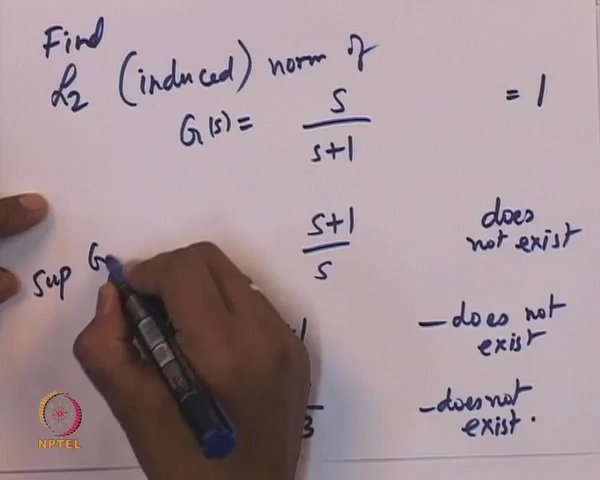 Find
L2 (induced) norm of
G(s) = s / s+1 = 1
s+1 / s does not exist
sup G
- does not exist
3 - does not exist.
NPTEL